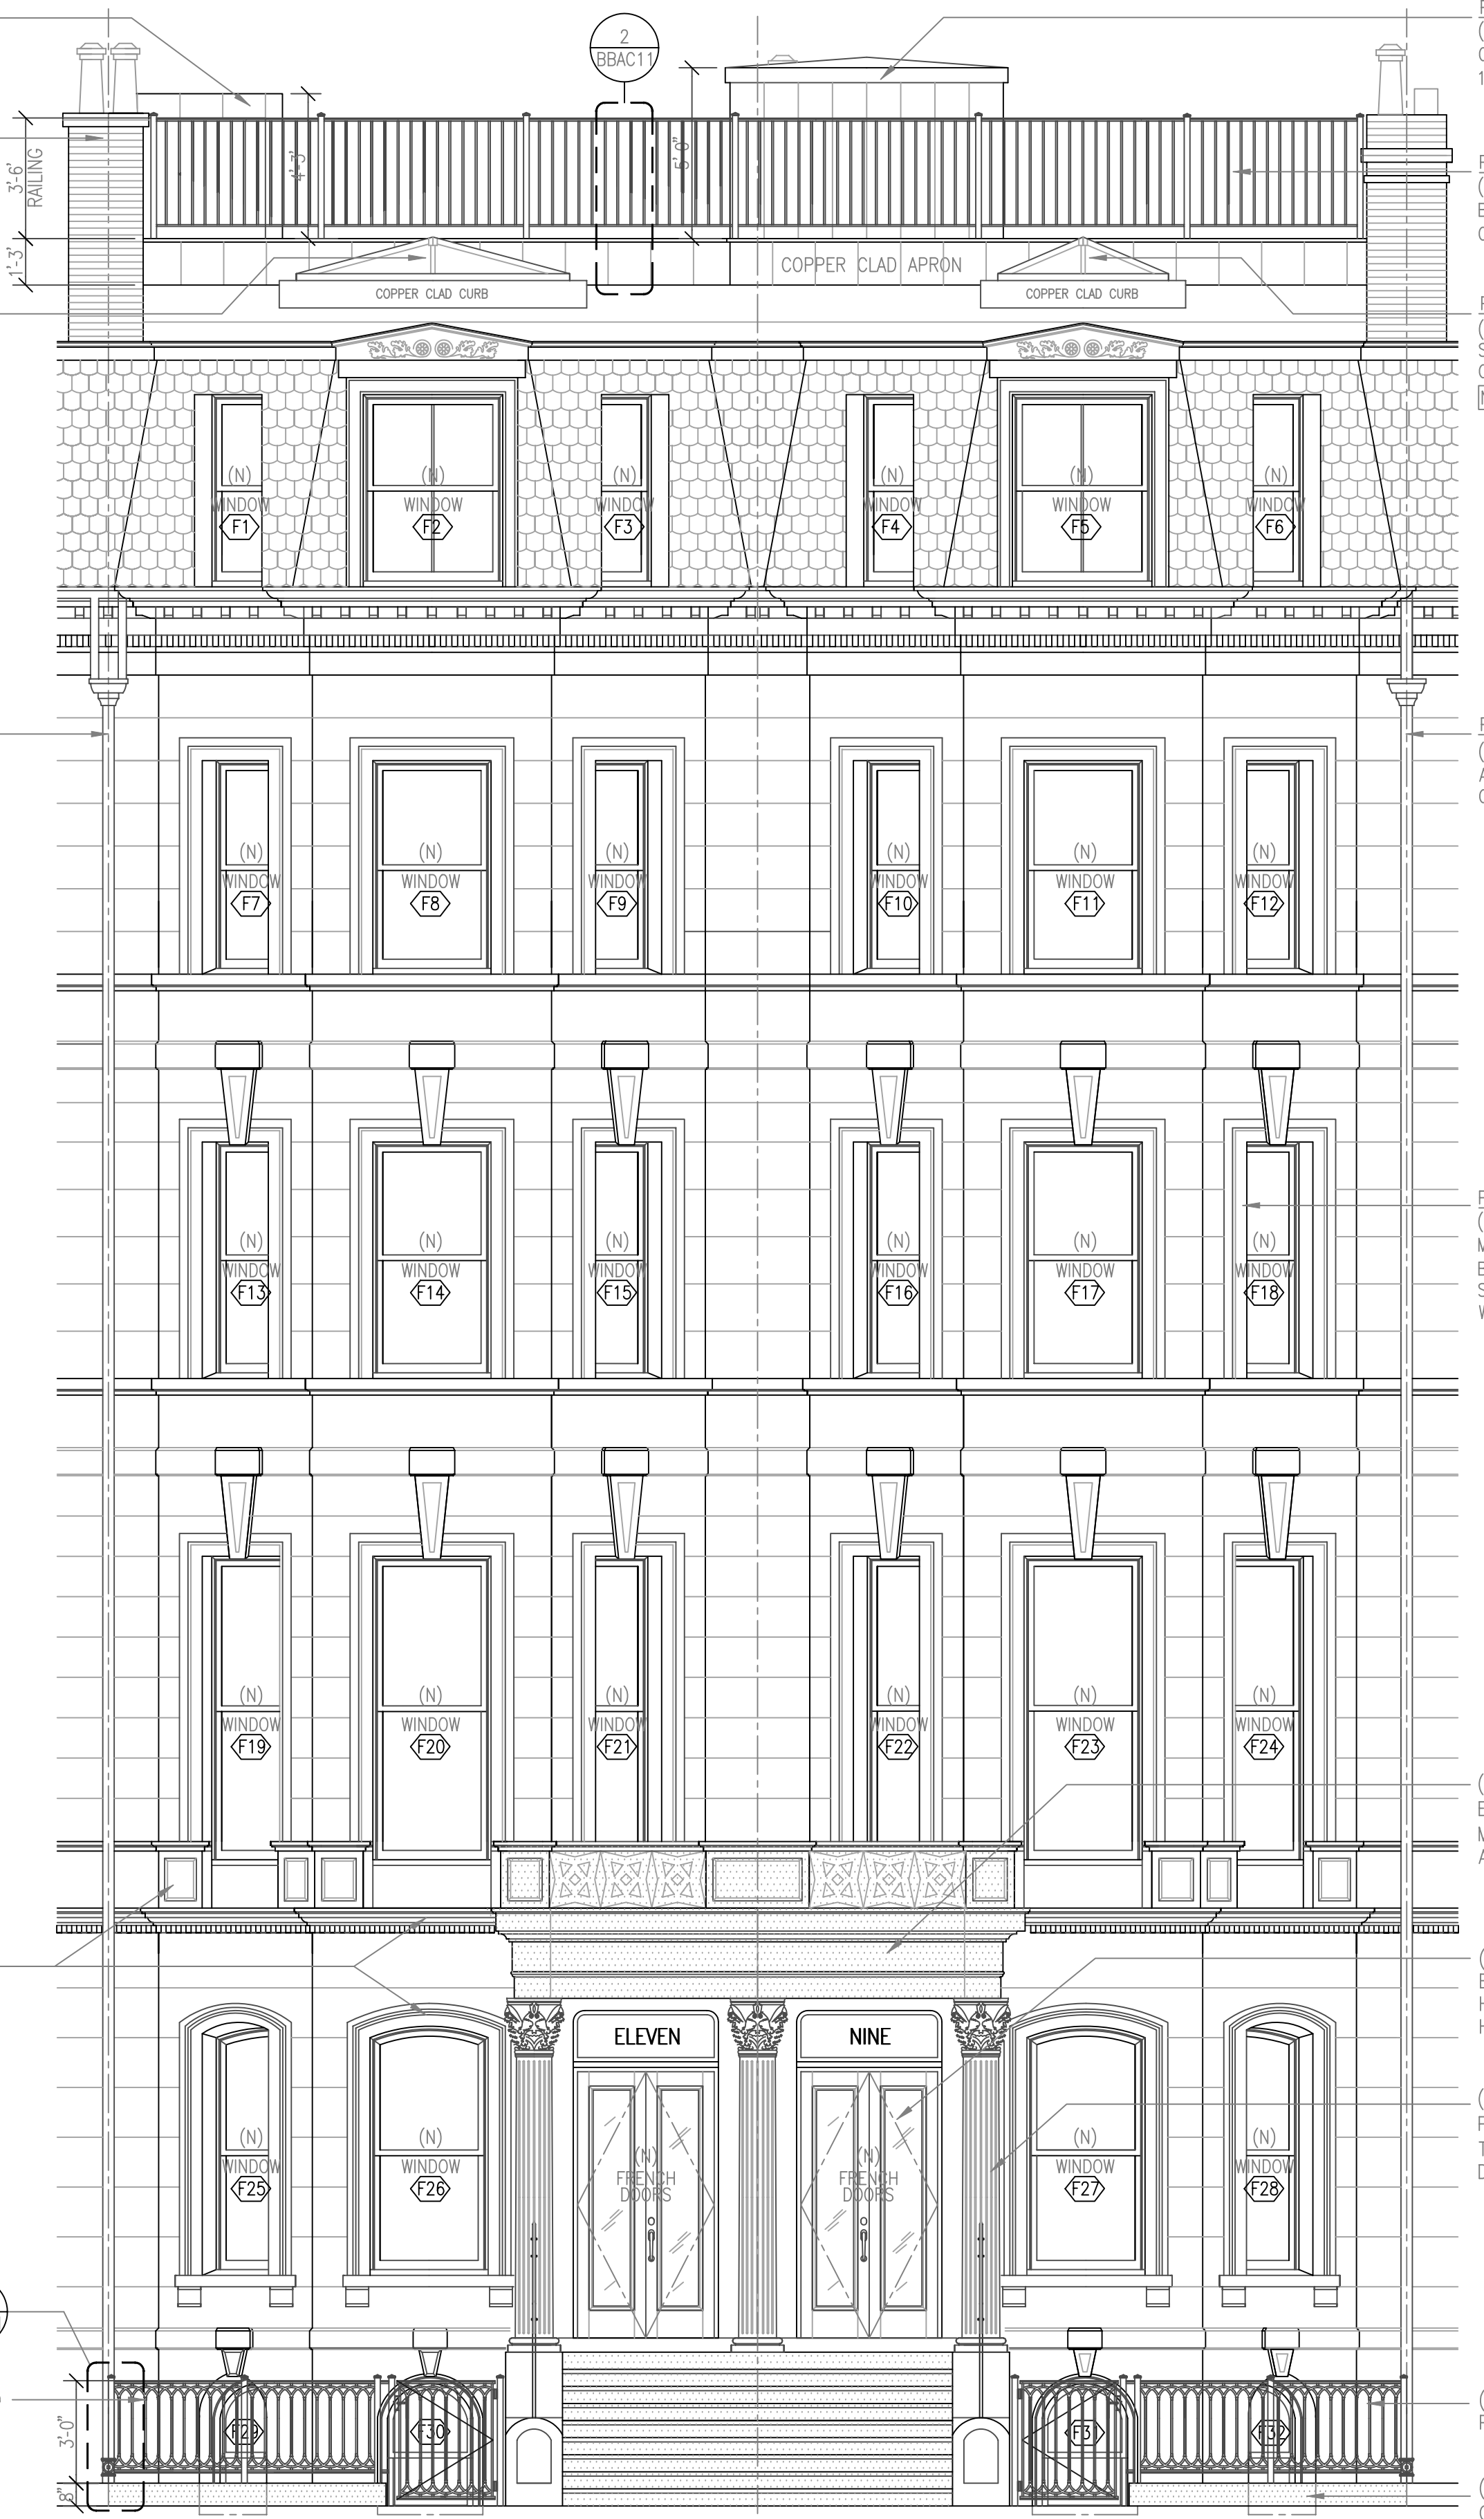 2
BBAC11
3'-6"
RAILING
4'-3"
5'-0"
1'-3"
COPPER CLAD APRON
COPPER CLAD CURB
COPPER CLAD CURB
(N)
WINDOW
F1
(N)
WINDOW
F2
(N)
WINDOW
F3
(N)
WINDOW
F4
(N)
WINDOW
F5
(N)
WINDOW
F6
(N)
WINDOW
F7
(N)
WINDOW
F8
(N)
WINDOW
F9
(N)
WINDOW
F10
(N)
WINDOW
F11
(N)
WINDOW
F12
(N)
WINDOW
F13
(N)
WINDOW
F14
(N)
WINDOW
F15
(N)
WINDOW
F16
(N)
WINDOW
F17
(N)
WINDOW
F18
(N)
WINDOW
F19
(N)
WINDOW
F20
(N)
WINDOW
F21
(N)
WINDOW
F22
(N)
WINDOW
F23
(N)
WINDOW
F24
ELEVEN
NINE
(N)
WINDOW
F25
(N)
WINDOW
F26
(N)
FRENCH
DOORS
(N)
FRENCH
DOORS
(N)
WINDOW
F27
(N)
WINDOW
F28
3'-0"
8"
F29
F30
F31
F32